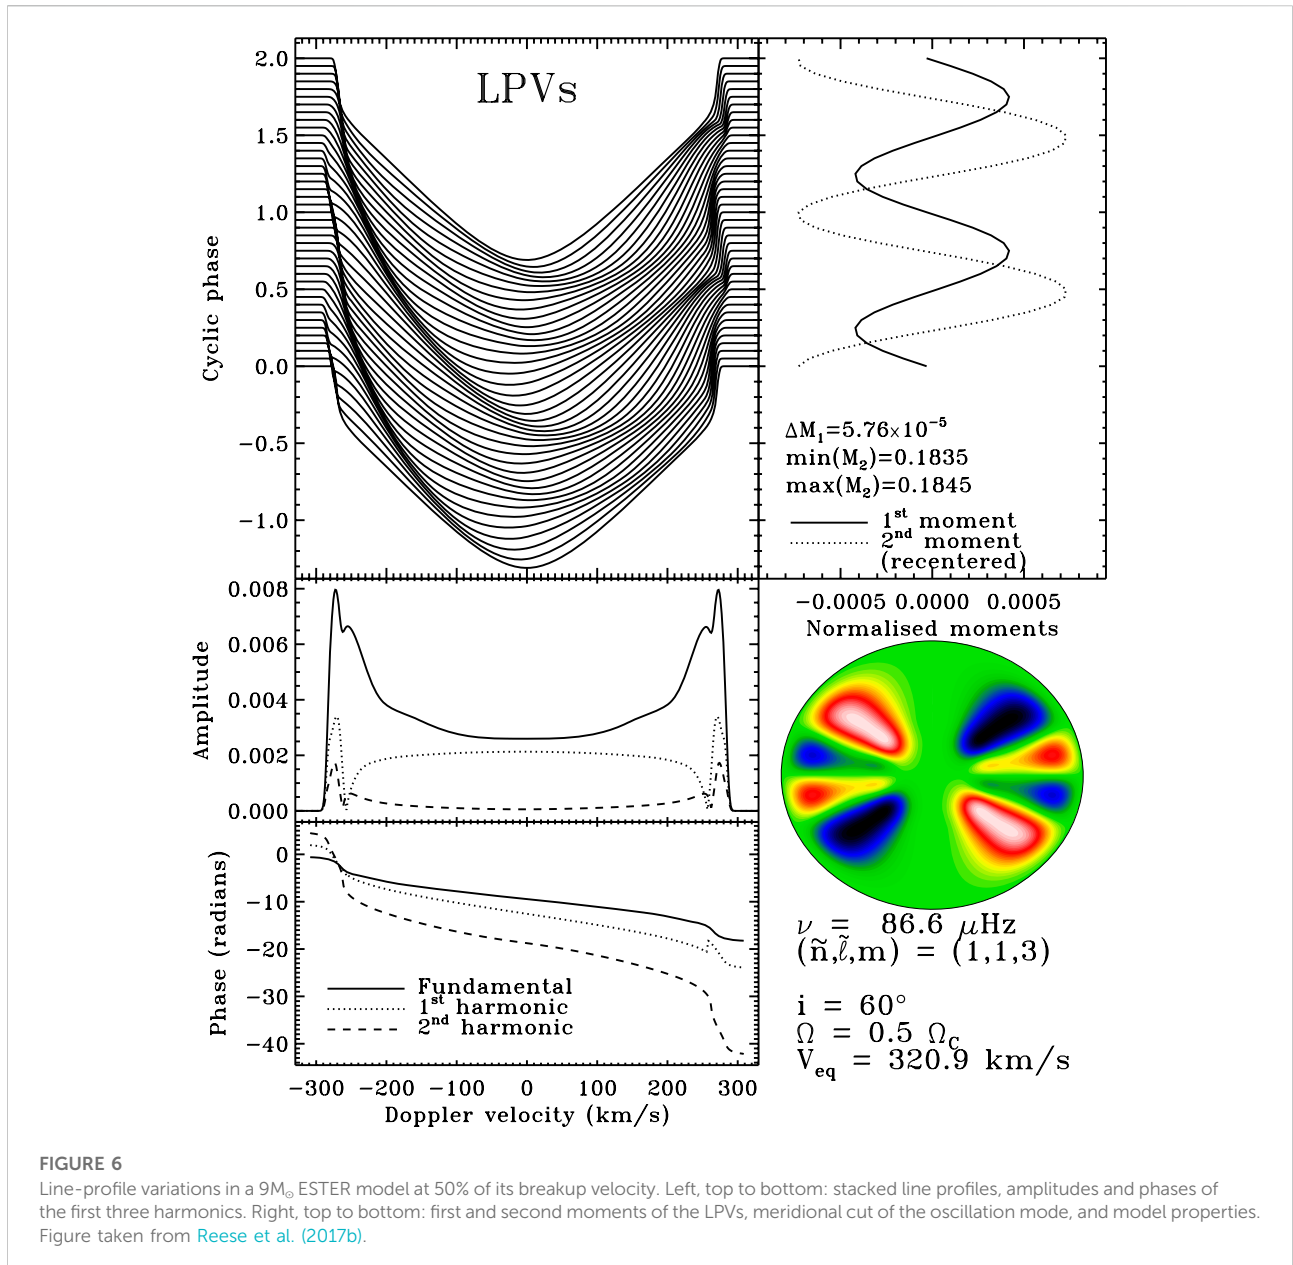 LPVs
2.0
1.5
1.0
0.5
0.0
−0.5
−1.0
Cyclic phase
ΔM₁=5.76×10⁻⁵
min(M₂)=0.1835
max(M₂)=0.1845
1ˢᵗ moment
2ⁿᵈ moment
(recentered)
−0.0005 0.0000 0.0005
Normalised moments
0.008
0.006
0.004
0.002
0.000
Amplitude
0
−10
−20
−30
−40
Phase (radians)
Fundamental
1ˢᵗ harmonic
2ⁿᵈ harmonic
−300 −200 −100 0 100 200 300
Doppler velocity (km/s)
ν = 86.6 μHz
(ñ,ℓ̃,m) = (1,1,3)
i = 60°
Ω = 0.5 Ω_C
V_eq = 320.9 km/s
FIGURE 6
Line-profile variations in a 9M☉ ESTER model at 50% of its breakup velocity. Left, top to bottom: stacked line profiles, amplitudes and phases of
the first three harmonics. Right, top to bottom: first and second moments of the LPVs, meridional cut of the oscillation mode, and model properties.
Figure taken from Reese et al. (2017b).